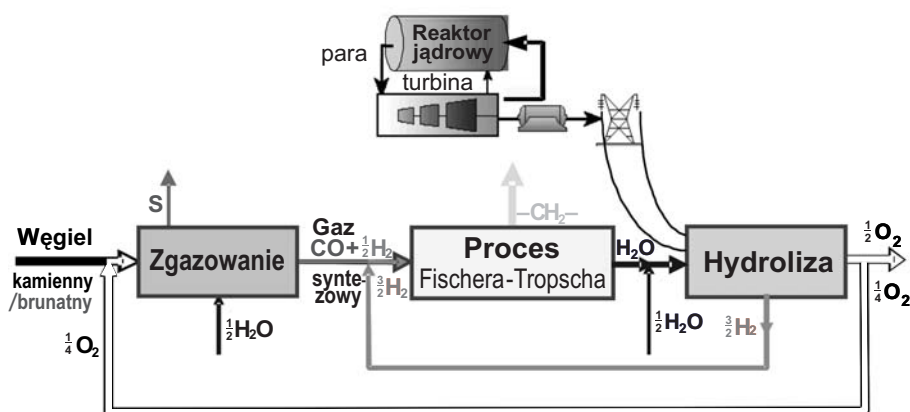 Reaktor
jądrowy
para
turbina
S
–CH₂–
Węgiel
kamienny
/brunatny
Zgazowanie
Gaz
CO+½H₂
synte-
zowy
3/2H₂
Proces
Fischera-Tropscha
H₂O
Hydroliza
½O₂
¼O₂
¼O₂
½H₂O
½H₂O
3/2H₂